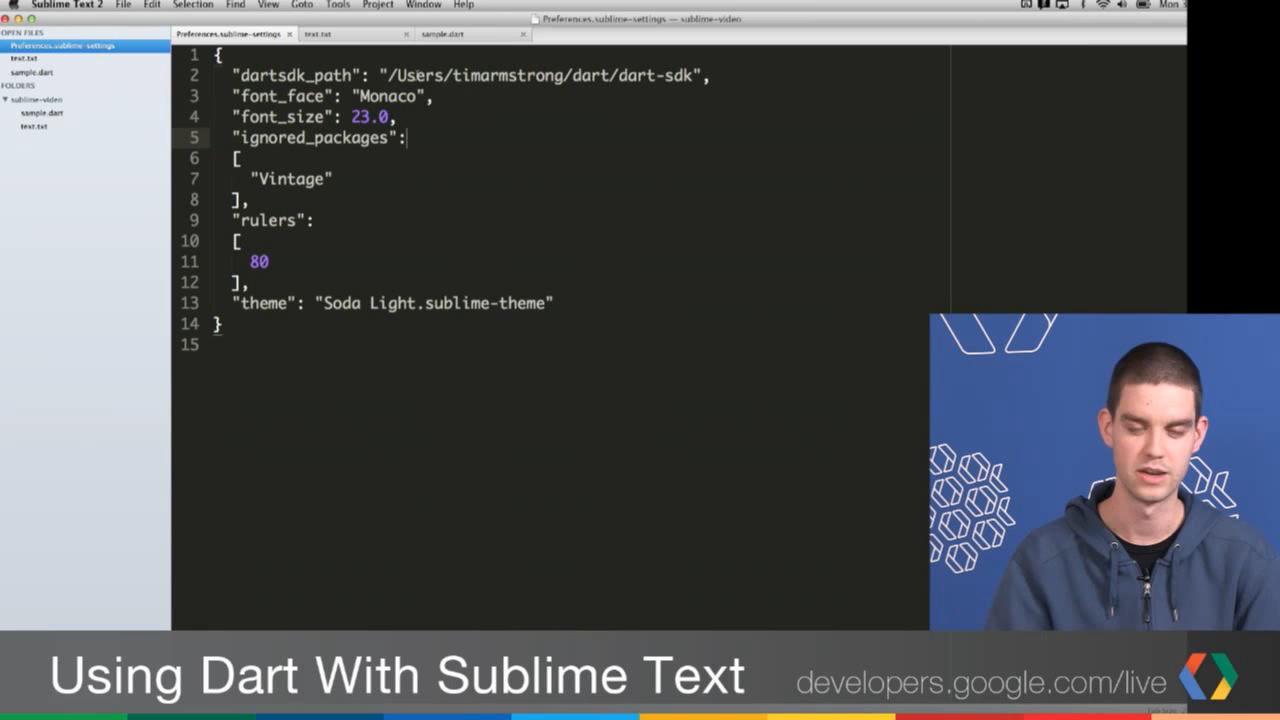 Sublime Text 2 File Edit Selection Find View Goto Tools Project Window Help Mon 3
Preferences.sublime-settings — sublime-video
OPEN FILES
Preferences.sublime-settings
text.txt
sample.dart
FOLDERS
sublime-video
sample.dart
text.txt
Preferences.sublime-settings × text.txt × sample.dart ×
1 {
2 "dartsdk_path": "/Users/timarmstrong/dart/dart-sdk",
3 "font_face": "Monaco",
4 "font_size": 23.0,
5 "ignored_packages":
6 [
7 "Vintage"
8 ],
9 "rulers":
10 [
11 80
12 ],
13 "theme": "Soda Light.sublime-theme"
14 }
15
Using Dart With Sublime Text
developers.google.com/live